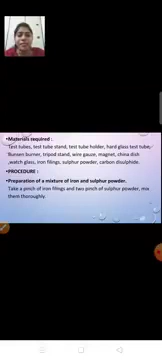 •Materials required :
Test tubes, test tube stand, test tube holder, hard glass test tube,
Bunsen burner, tripod stand, wire gauze, magnet, china dish
,watch glass, iron filings, sulphur powder, carbon disulphide.
•PROCEDURE :
•Preparation of a mixture of iron and sulphur powder.
Take a pinch of iron filings and two pinch of sulphur powder, mix
them thoroughly.